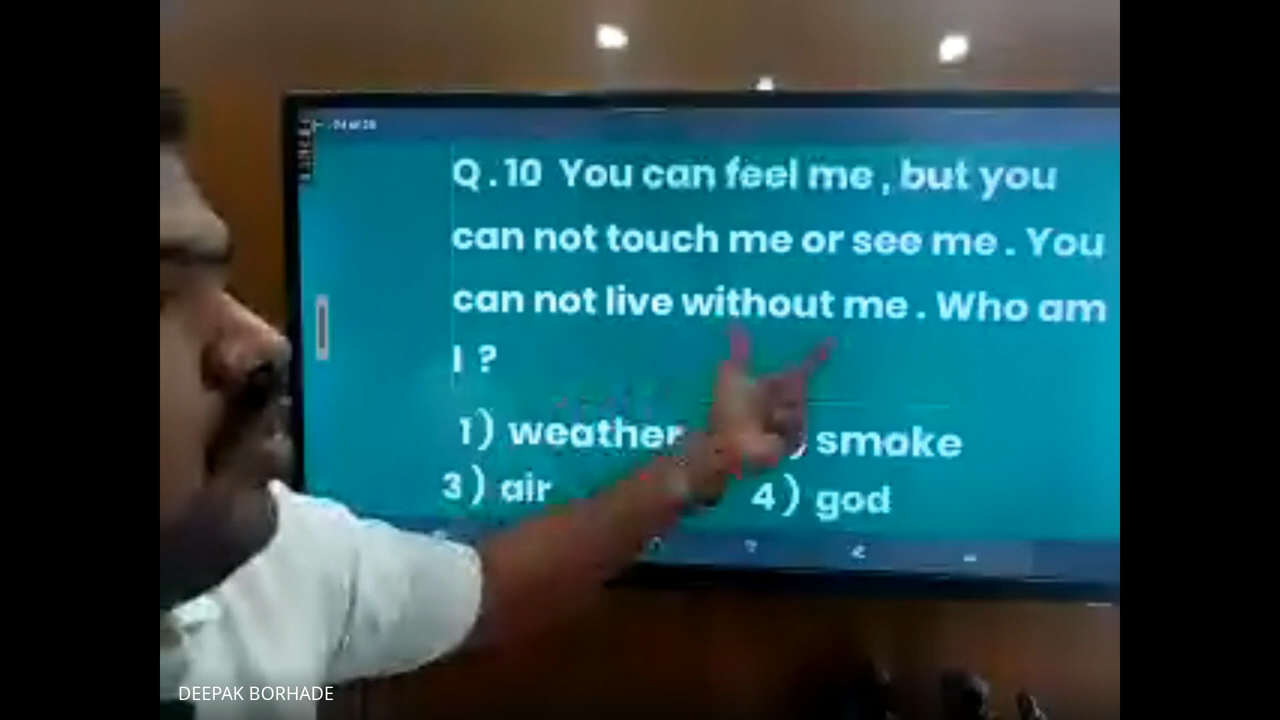 Q.10 You can feel me, but you
can not touch me or see me. You
can not live without me. Who am
I ?
1) weather ) smoke
3) air 4) god
DEEPAK BORHADE